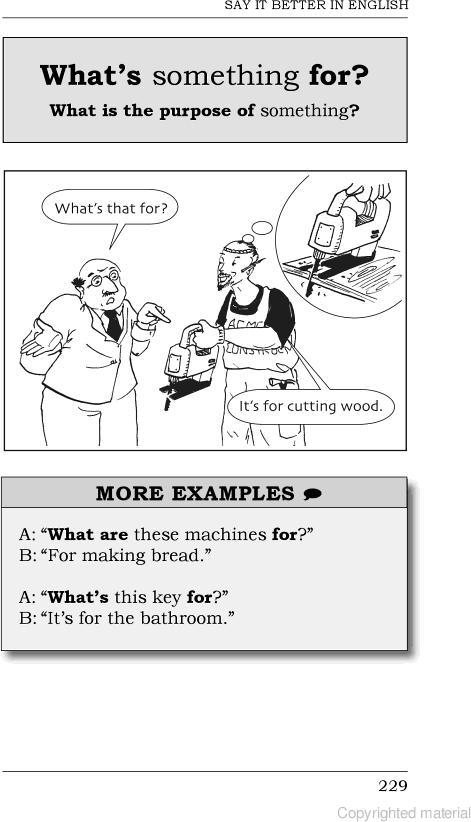 SAY IT BETTER IN ENGLISH
What's something for?
What is the purpose of something?
What's that for?
ACME
It's for cutting wood.
MORE EXAMPLES
A: “What are these machines for?”
B: “For making bread.”
A: “What's this key for?”
B: “It's for the bathroom.”
229
Copyrighted material